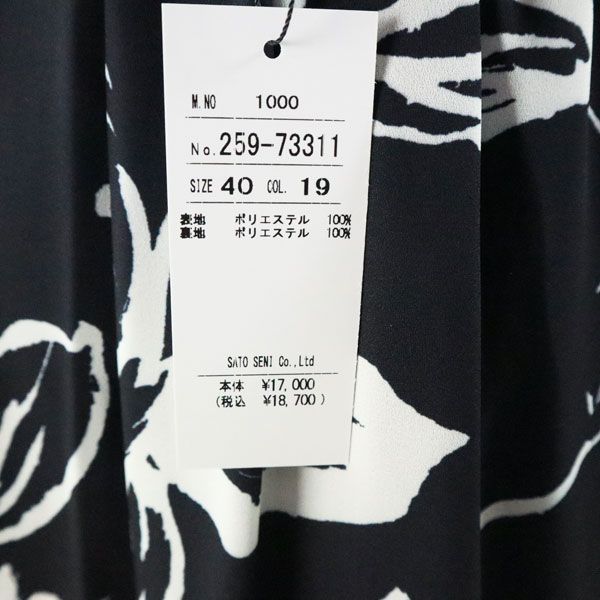 M.NO 1000
No.259-73311
SIZE 40 COL. 19
表地 ポリエステル 100%
裏地 ポリエステル 100%
SATO SENI Co.,Ltd
本体 ¥17,000
(税込 ¥18,700)